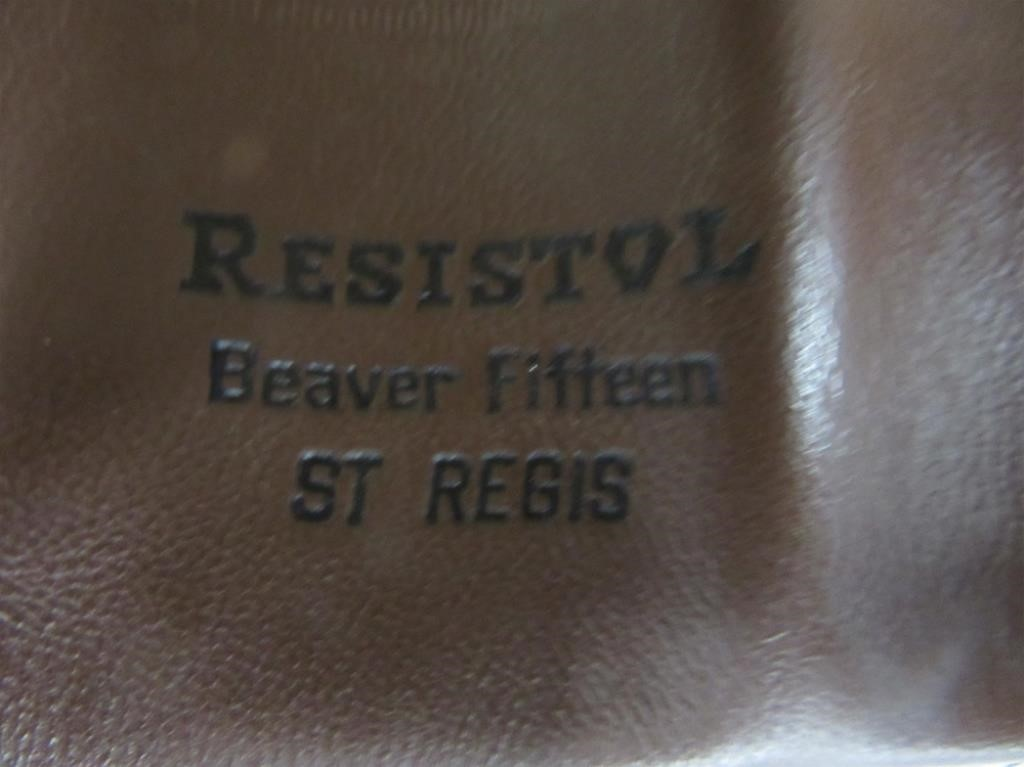 RESISTOL
Beaver Fifteen
ST REGIS